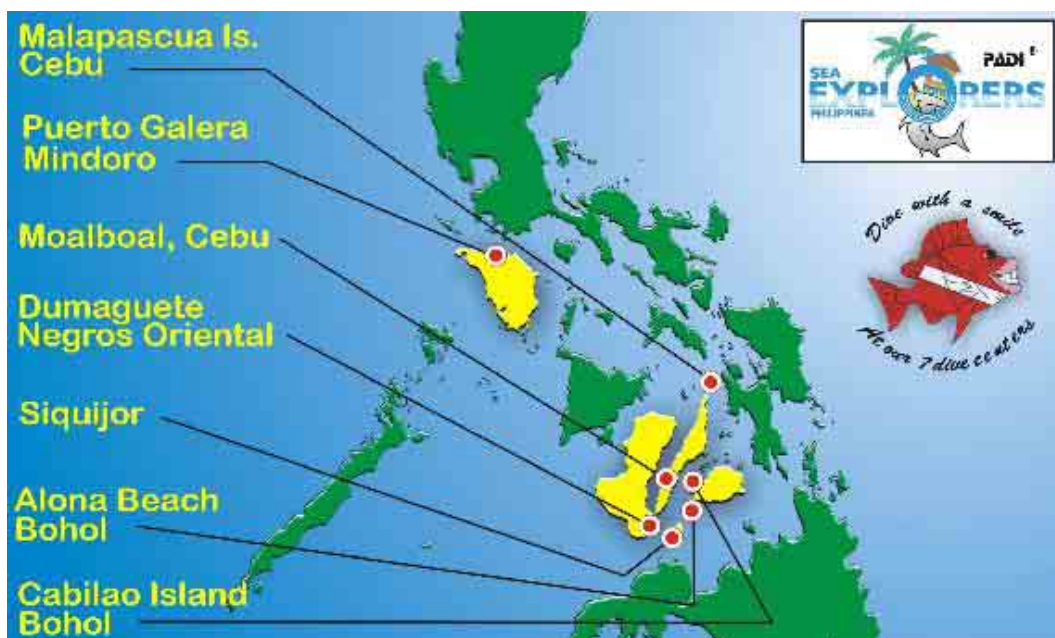 Malapascua Is.
Cebu
Puerto Galera
Mindoro
Moalboal, Cebu
Dumaguete
Negros Oriental
Siquijor
Alona Beach
Bohol
Cabilao Island
Bohol
PADI
SEA
EXPLORERS
PHILIPPINES
Dive with a smile
At our 7 dive centers